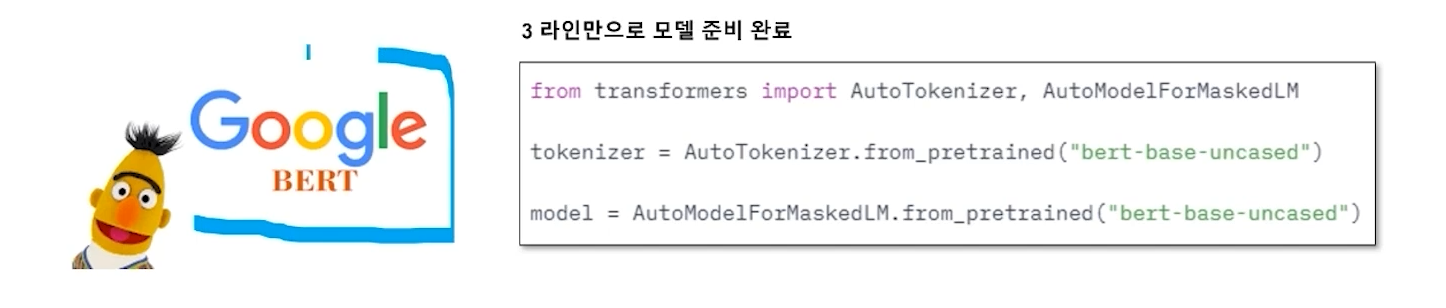 Google
BERT
3 라인만으로 모델 준비 완료
from transformers import AutoTokenizer, AutoModelForMaskedLM
tokenizer = AutoTokenizer.from_pretrained("bert-base-uncased")
model = AutoModelForMaskedLM.from_pretrained("bert-base-uncased")